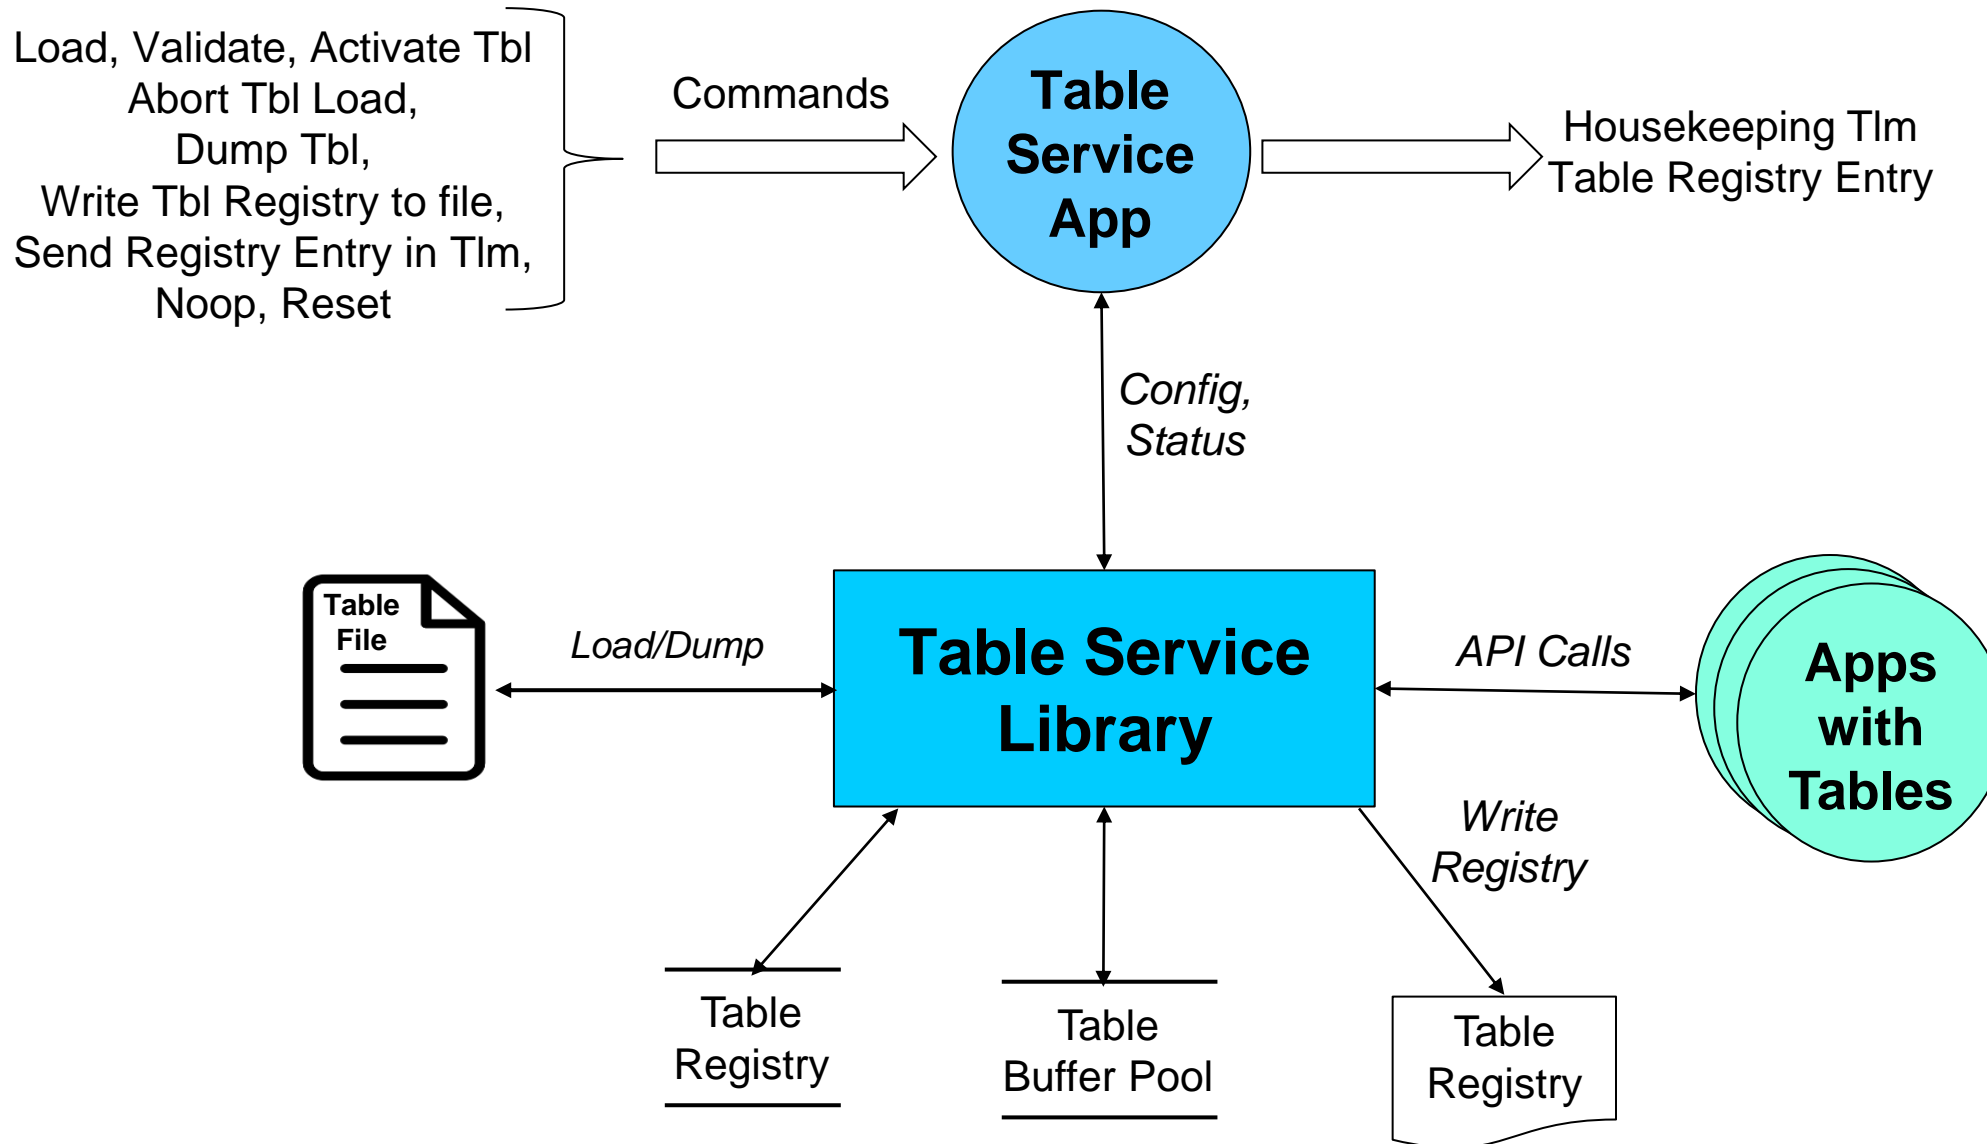 Load, Validate, Activate Tbl
Abort Tbl Load,
Dump Tbl,
Write Tbl Registry to file,
Send Registry Entry in Tlm,
Noop, Reset
Commands
Table
Service
App
Housekeeping Tlm
Table Registry Entry
Config,
Status
Table
File
Load/Dump
Table Service
Library
API Calls
Apps
with
Tables
Write
Registry
Table
Registry
Table
Buffer Pool
Table
Registry